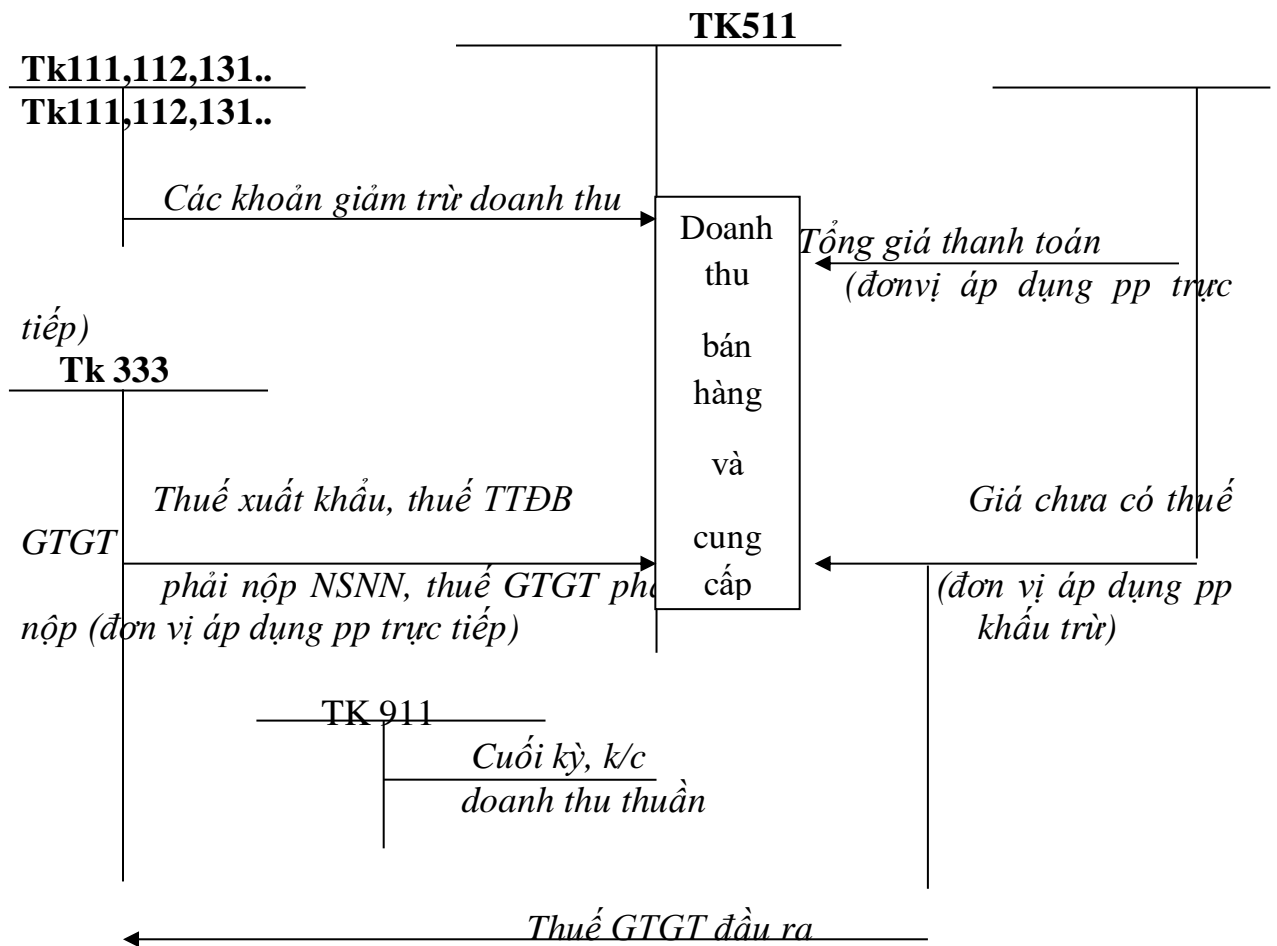 TK511
Tk111,112,131..
Tk111,112,131..
Các khoản giảm trừ doanh thu
Doanh
thu
bán
hàng
và
cung
cấp
Tổng giá thanh toán
(đơnvị áp dụng pp trực
tiếp)
Tk 333
Thuế xuất khẩu, thuế TTĐB
Giá chưa có thuế
GTGT
phải nộp NSNN, thuế GTGT
(đơn vị áp dụng pp
nộp (đơn vị áp dụng pp trực tiếp)
khấu trừ)
TK 911
Cuối kỳ, k/c
doanh thu thuần
Thuế GTGT đầu ra